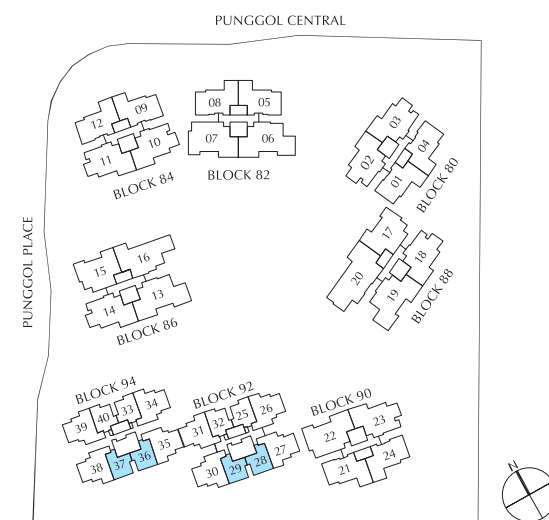 PUNGGOL CENTRAL
PUNGGOL PLACE
12 09
11 10
BLOCK 84
08 05
07 06
BLOCK 82
03
02 04
01
BLOCK 80
15 16
14 13
BLOCK 86
17
20 18
19
BLOCK 88
BLOCK 94
39 40 33 34
38 37 36 35
BLOCK 92
31 32 25 26
30 29 28 27
BLOCK 90
22 23
21 24
N